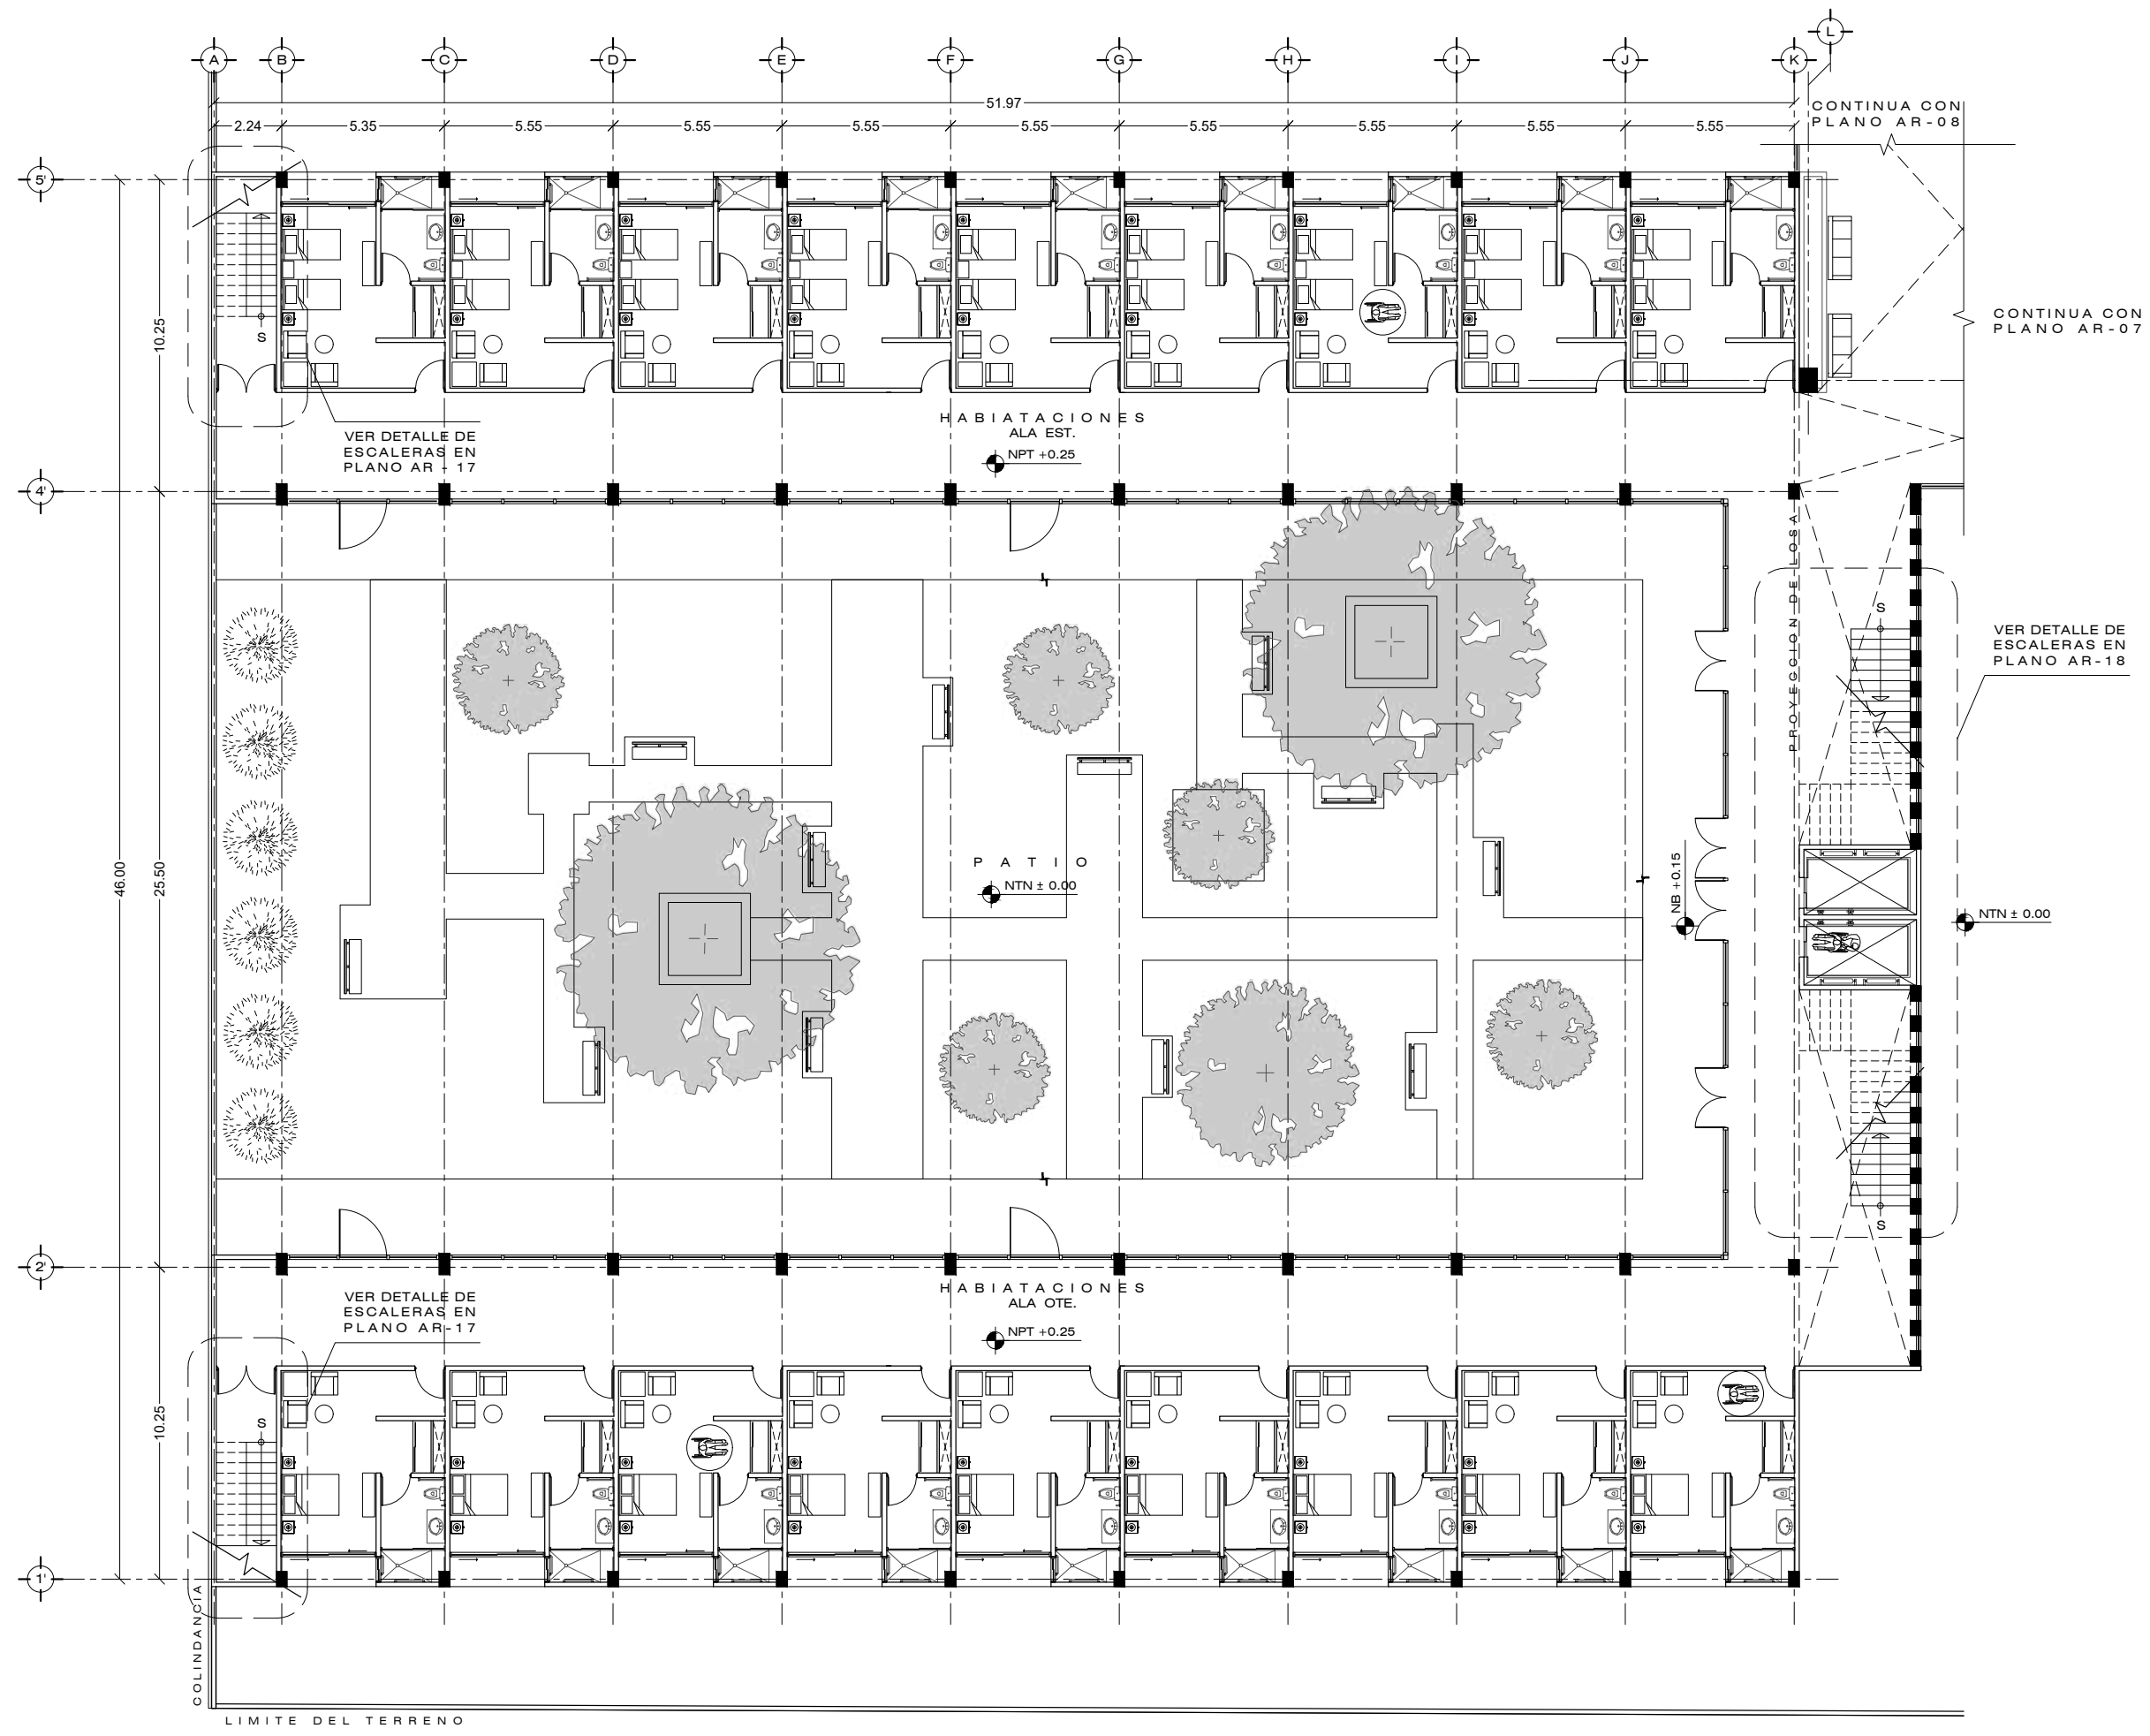 L
A B C D E F G H I J K
51.97
CONTINUA CON
PLANO AR-08
2.24 5.35 5.55 5.55 5.55 5.55 5.55 5.55 5.55 5.55
5'
CONTINUA CON
PLANO AR-07
10.25
S
HABIATACIONES
ALA EST.
NPT +0.25
VER DETALLE DE
ESCALERAS EN
PLANO AR - 17
4'
PROYECCION DE LOSA
S
VER DETALLE DE
ESCALERAS EN
PLANO AR-18
46.00
25.50
PATIO
NTN ± 0.00
NB +0.15
NTN ± 0.00
S
2'
HABIATACIONES
ALA OTE.
NPT +0.25
VER DETALLE DE
ESCALERAS EN
PLANO AR-17
10.25
S
1'
COLINDANCIA
LIMITE DEL TERRENO